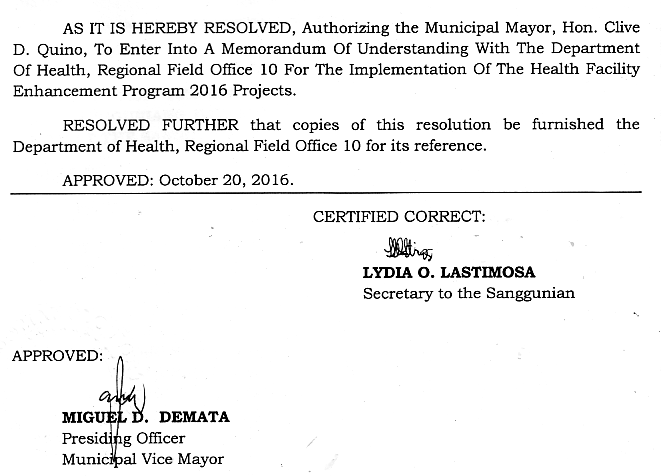 AS IT IS HEREBY RESOLVED, Authorizing the Municipal Mayor, Hon. Clive
D. Quino, To Enter Into A Memorandum Of Understanding With The Department
Of Health, Regional Field Office 10 For The Implementation Of The Health Facility
Enhancement Program 2016 Projects.
RESOLVED FURTHER that copies of this resolution be furnished the
Department of Health, Regional Field Office 10 for its reference.
APPROVED: October 20, 2016.
CERTIFIED CORRECT:
LYDIA O. LASTIMOSA
Secretary to the Sanggunian
APPROVED:
MIGUEL D. DEMATA
Presiding Officer
Municipal Vice Mayor